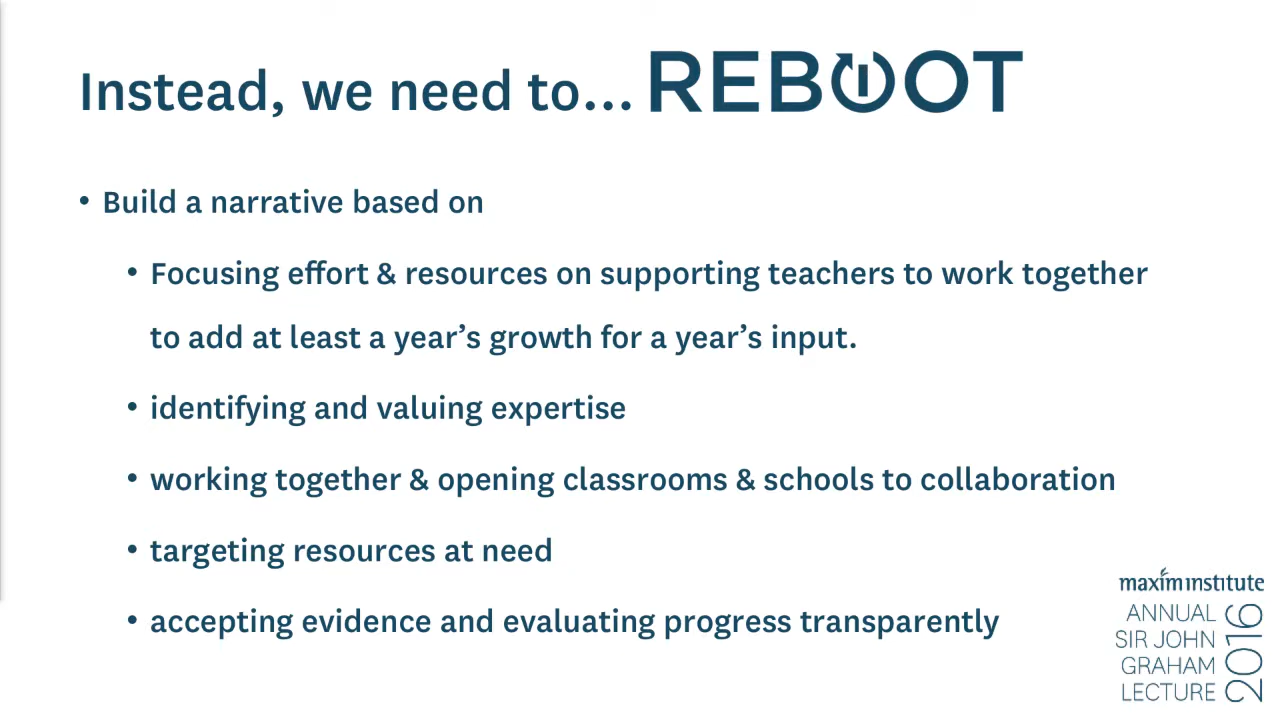 Instead, we need to... REBOOT
• Build a narrative based on
• Focusing effort & resources on supporting teachers to work together
to add at least a year’s growth for a year’s input.
• identifying and valuing expertise
• working together & opening classrooms & schools to collaboration
• targeting resources at need
• accepting evidence and evaluating progress transparently
maxim institute
ANNUAL
SIR JOHN
GRAHAM
LECTURE
2016